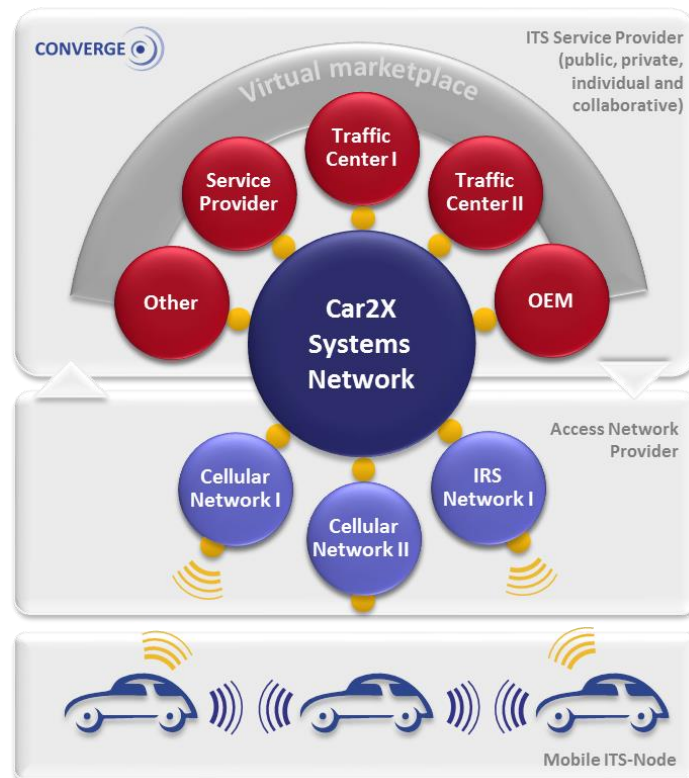 CONVERGE
ITS Service Provider
(public, private,
individual and
collaborative)
Virtual marketplace
Traffic
Center I
Service
Provider
Traffic
Center II
Other
OEM
Car2X
Systems
Network
Access Network
Provider
Cellular
Network I
IRS
Network I
Cellular
Network II
Mobile ITS-Node